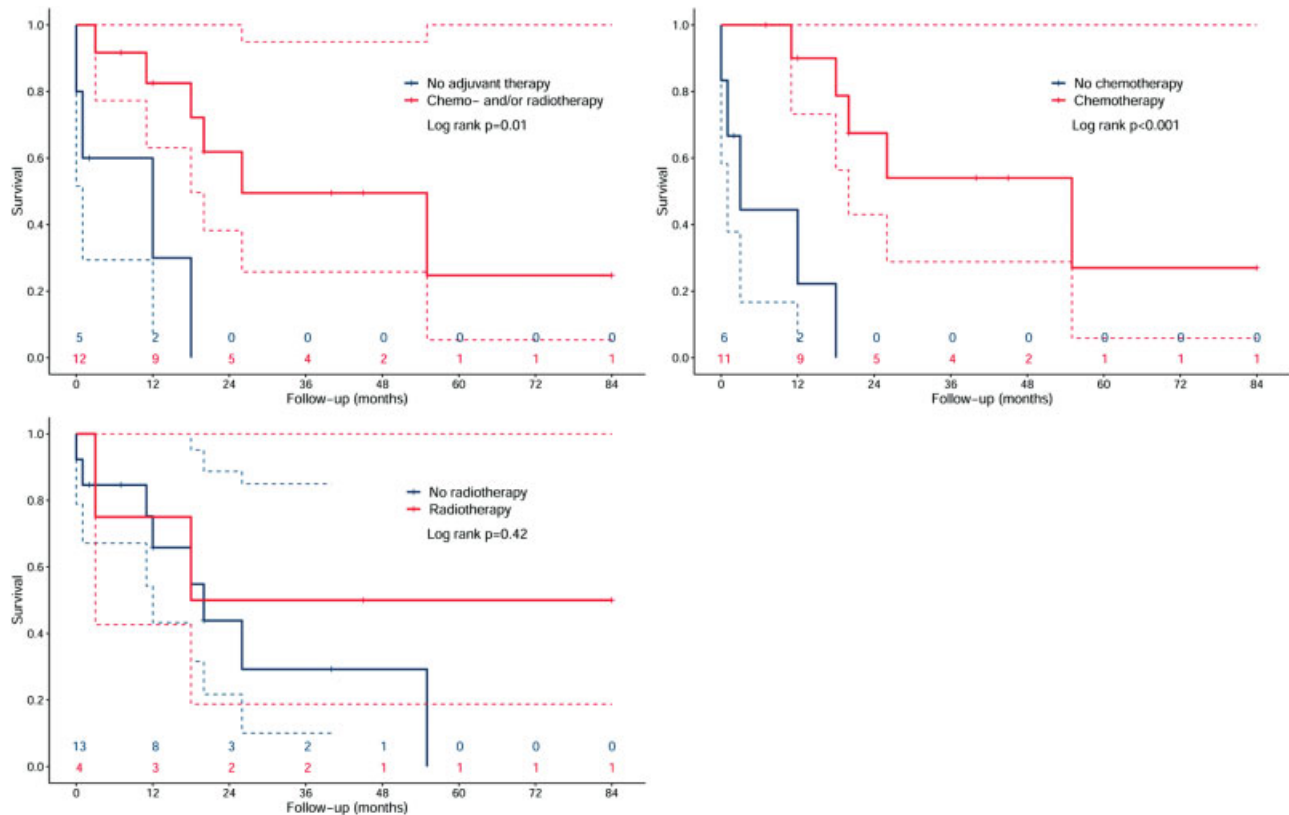 1.0
0.8
0.6
0.4
0.2
0.0
Survival
No adjuvant therapy
Chemo- and/or radiotherapy
Log rank p=0.01
5 2 0 0 0 0 0 0
12 9 5 4 2 1 1 1
0 12 24 36 48 60 72 84
Follow-up (months)
1.0
0.8
0.6
0.4
0.2
0.0
Survival
No chemotherapy
Chemotherapy
Log rank p<0.001
6 2 0 0 0 0 0 0
11 9 5 4 2 1 1 1
0 12 24 36 48 60 72 84
Follow-up (months)
1.0
0.8
0.6
0.4
0.2
0.0
Survival
No radiotherapy
Radiotherapy
Log rank p=0.42
13 8 3 2 1 0 0 0
4 3 2 2 1 1 1 1
0 12 24 36 48 60 72 84
Follow-up (months)